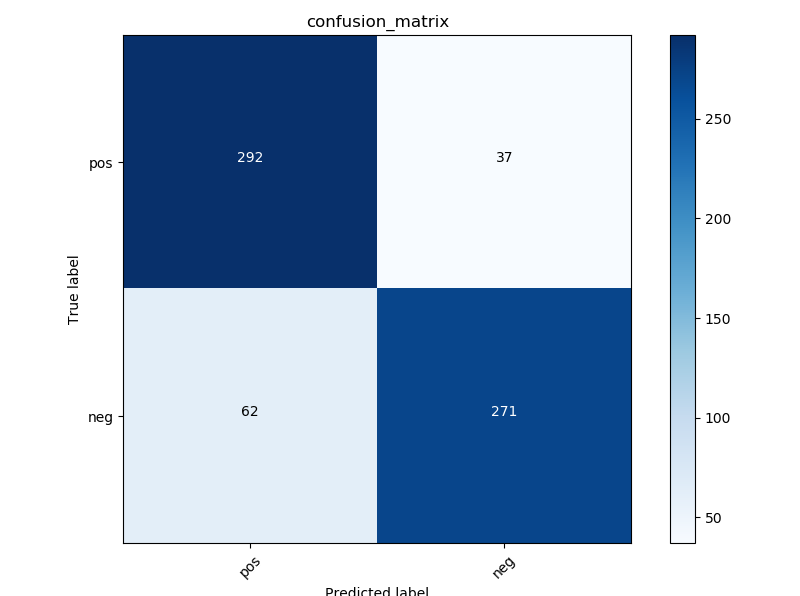 confusion_matrix
pos
292
37
250
200
150
100
50
True label
neg
62
271
pos
neg
Predicted label